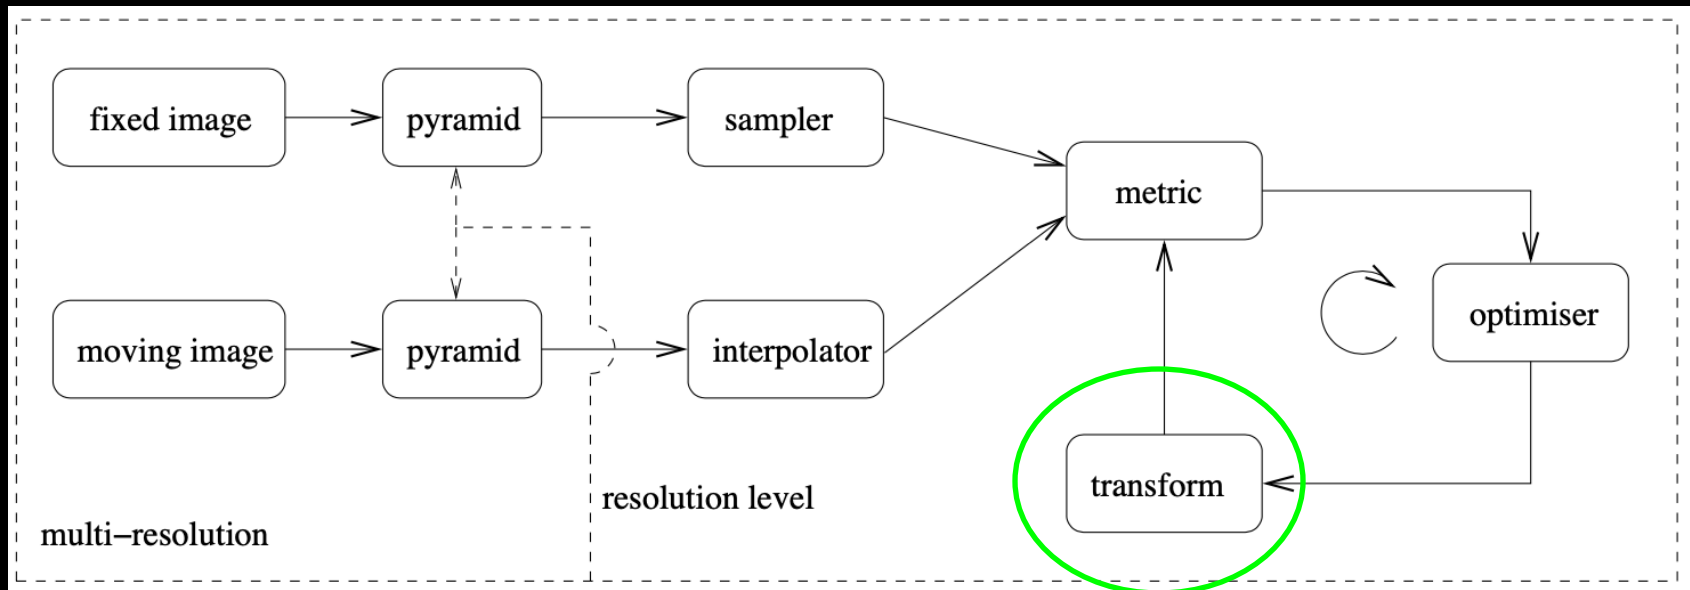 fixed image
pyramid
sampler
metric
moving image
pyramid
interpolator
optimiser
transform
resolution level
multi−resolution